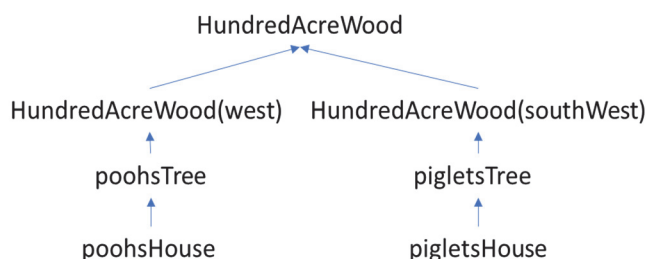 HundredAcreWood
HundredAcreWood(west) HundredAcreWood(southWest)
poohsTree pigletsTree
poohsHouse pigletsHouse